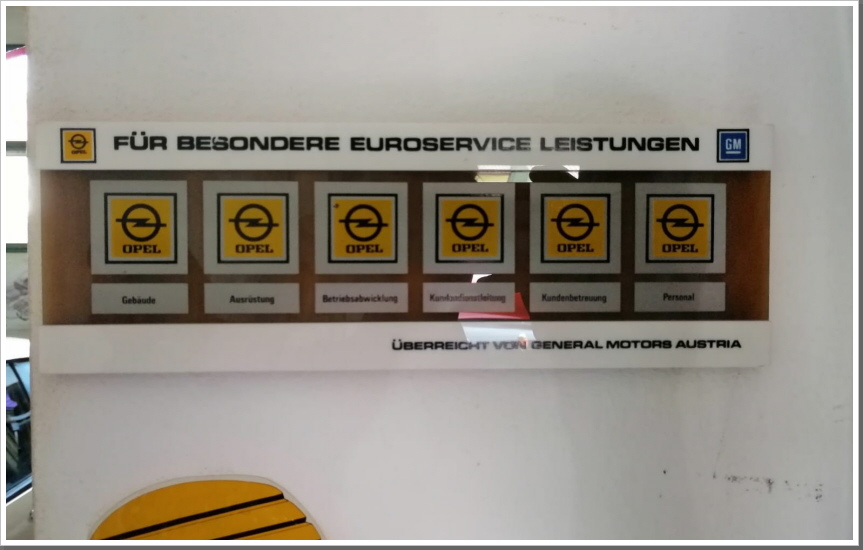 OPEL FÜR BESONDERE EUROSERVICE LEISTUNGEN GM
OPEL OPEL OPEL OPEL OPEL OPEL
Gebäude Ausrüstung Betriebsabwicklung Kundendienstleitung Kundenbetreuung Personal
ÜBERREICHT VON GENERAL MOTORS AUSTRIA